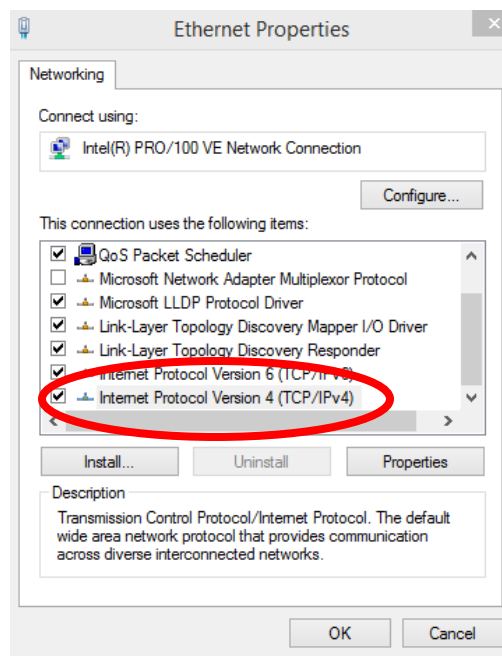 Ethernet Properties
Networking
Connect using:
Intel(R) PRO/100 VE Network Connection
Configure...
This connection uses the following items:
QoS Packet Scheduler
Microsoft Network Adapter Multiplexor Protocol
Microsoft LLDP Protocol Driver
Link-Layer Topology Discovery Mapper I/O Driver
Link-Layer Topology Discovery Responder
Internet Protocol Version 6 (TCP/IPv6)
Internet Protocol Version 4 (TCP/IPv4)
Install...
Uninstall
Properties
Description
Transmission Control Protocol/Internet Protocol. The default
wide area network protocol that provides communication
across diverse interconnected networks.
OK
Cancel